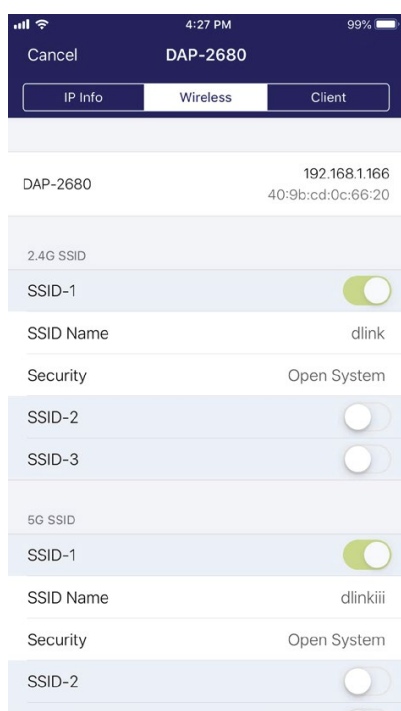 4:27 PM 99%
Cancel DAP-2680
IP Info Wireless Client
DAP-2680 192.168.1.166
40:9b:cd:0c:66:20
2.4G SSID
SSID-1
SSID Name dlink
Security Open System
SSID-2
SSID-3
5G SSID
SSID-1
SSID Name dlinkiii
Security Open System
SSID-2